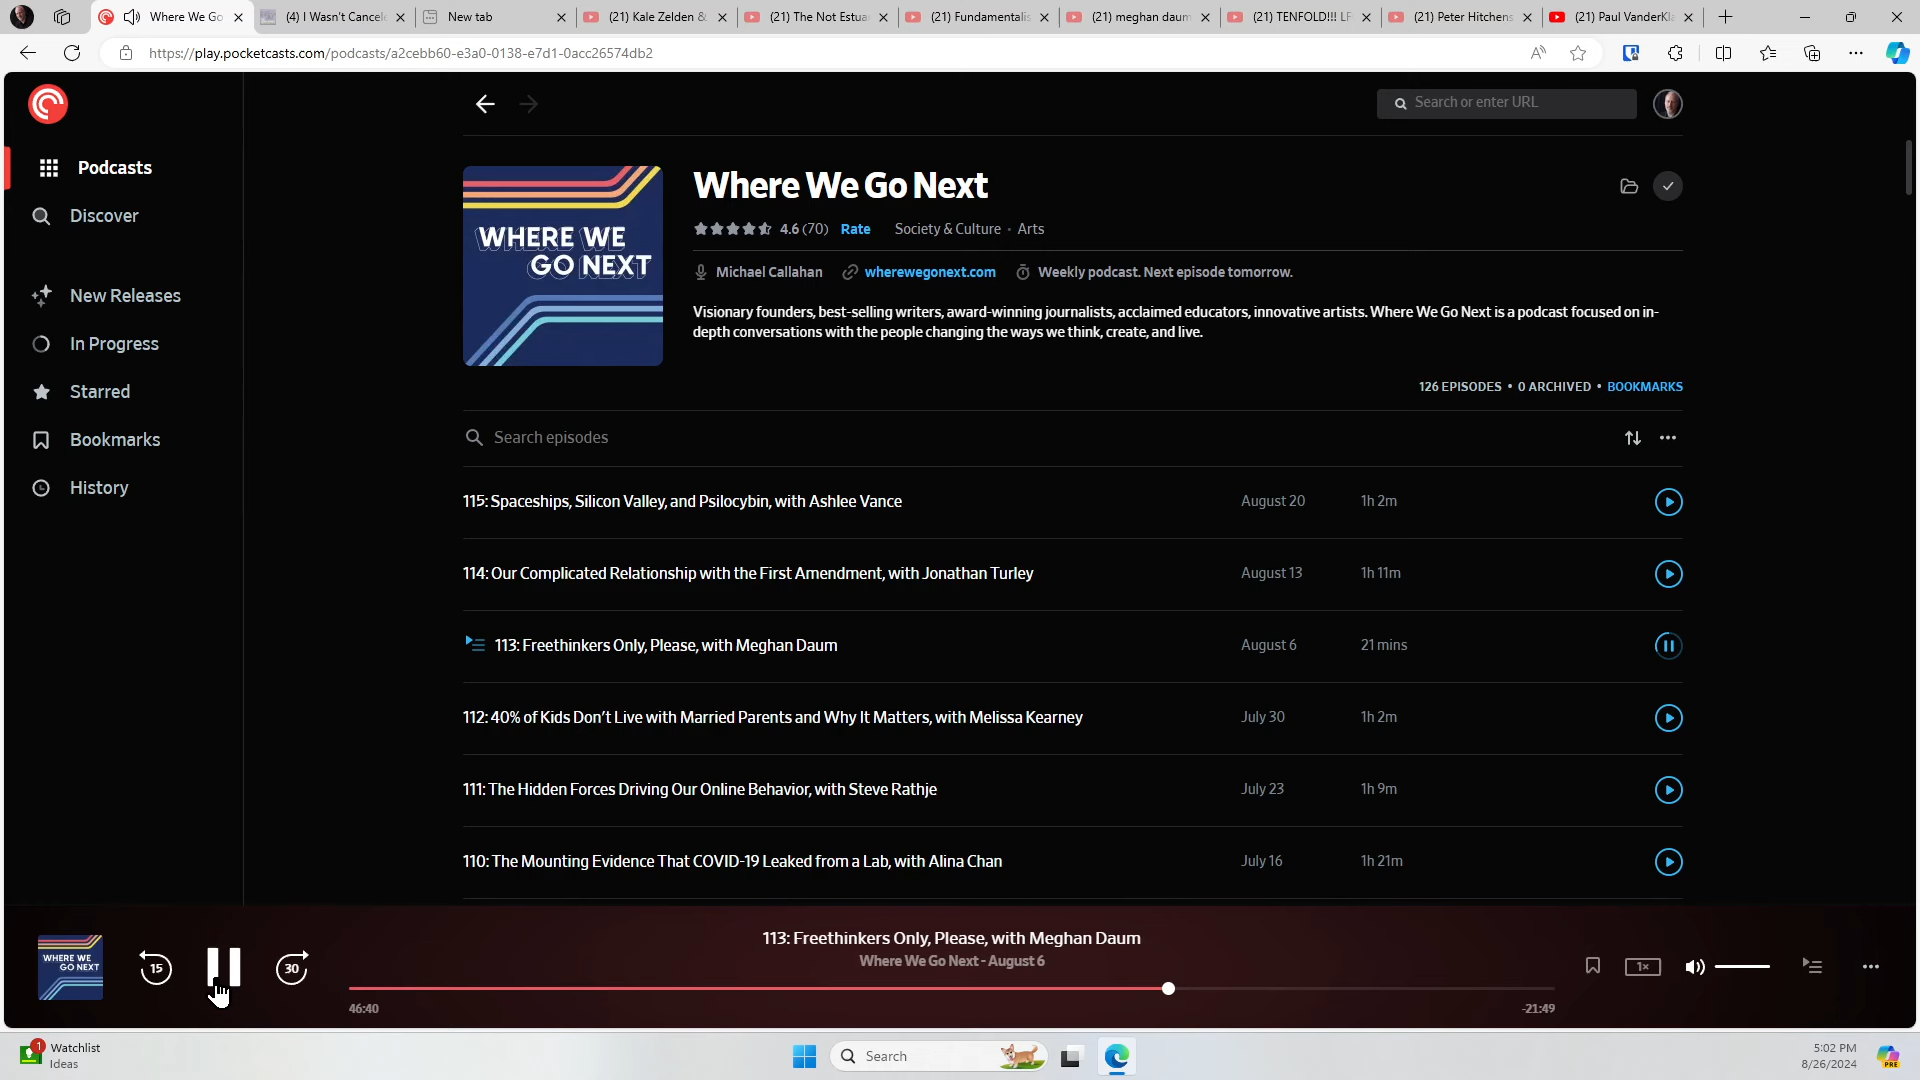 Where We Go
(4) I Wasn't Cancele
New tab
(21) Kale Zelden &
(21) The Not Estua
(21) Fundamentalis
(21) meghan daum
(21) TENFOLD!!! LF
(21) Peter Hitchens
(21) Paul VanderKla
https://play.pocketcasts.com/podcasts/a2cebb60-e3a0-0138-e7d1-0acc26574db2
Search or enter URL
Podcasts
Discover
New Releases
In Progress
Starred
Bookmarks
History
WHERE WE
GO NEXT
Where We Go Next
4.6 (70) Rate Society & Culture · Arts
Michael Callahan wherewegonext.com Weekly podcast. Next episode tomorrow.
Visionary founders, best-selling writers, award-winning journalists, acclaimed educators, innovative artists. Where We Go Next is a podcast focused on in-
depth conversations with the people changing the ways we think, create, and live.
126 EPISODES • 0 ARCHIVED • BOOKMARKS
Search episodes
115: Spaceships, Silicon Valley, and Psilocybin, with Ashlee Vance August 20 1h 2m
114: Our Complicated Relationship with the First Amendment, with Jonathan Turley August 13 1h 11m
113: Freethinkers Only, Please, with Meghan Daum August 6 21 mins
112: 40% of Kids Don't Live with Married Parents and Why It Matters, with Melissa Kearney July 30 1h 2m
111: The Hidden Forces Driving Our Online Behavior, with Steve Rathje July 23 1h 9m
110: The Mounting Evidence That COVID-19 Leaked from a Lab, with Alina Chan July 16 1h 21m
WHERE WE
GO NEXT
15
30
113: Freethinkers Only, Please, with Meghan Daum
Where We Go Next - August 6
46:40
-21:49
1×
1
Watchlist
Ideas
Search
5:02 PM
8/26/2024
PRE